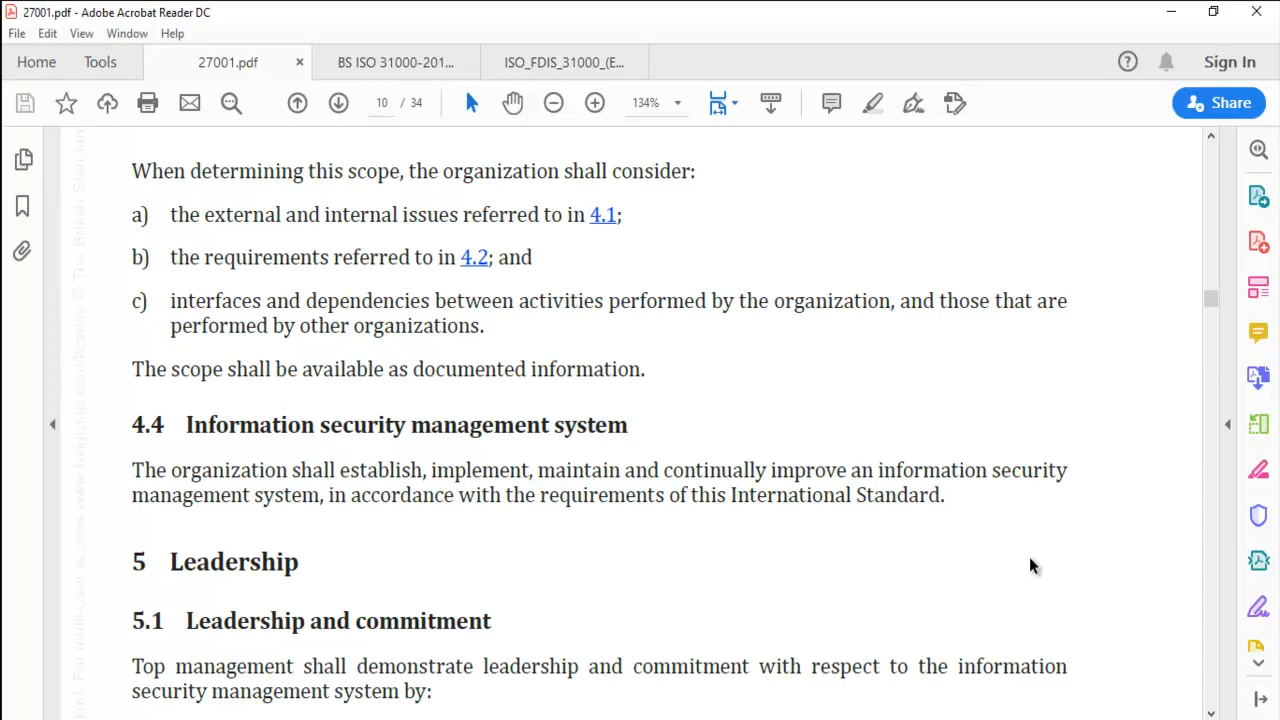 27001.pdf - Adobe Acrobat Reader DC
File Edit View Window Help
Home Tools 27001.pdf × BS ISO 31000-201... ISO_FDIS_31000_(E... Sign In
10 / 34 134% Share
When determining this scope, the organization shall consider:
a) the external and internal issues referred to in 4.1;
b) the requirements referred to in 4.2; and
c) interfaces and dependencies between activities performed by the organization, and those that are
performed by other organizations.
The scope shall be available as documented information.
4.4 Information security management system
The organization shall establish, implement, maintain and continually improve an information security
management system, in accordance with the requirements of this International Standard.
5 Leadership
5.1 Leadership and commitment
Top management shall demonstrate leadership and commitment with respect to the information
security management system by: